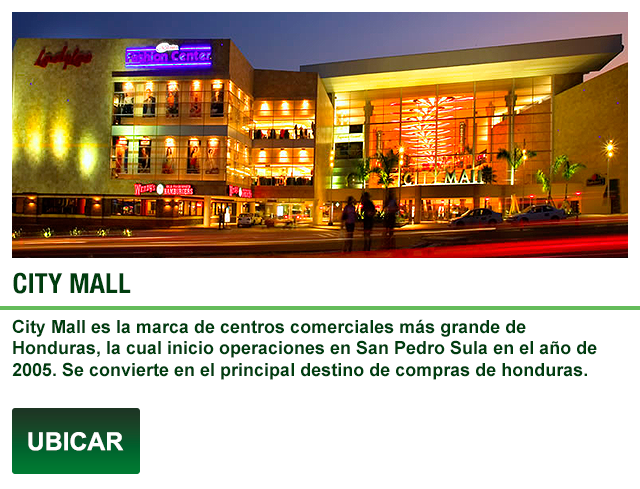 Fashion Center
WENDY'S
HAMBURGERS
CITY MALL
CITY MALL
City Mall es la marca de centros comerciales más grande de
Honduras, la cual inicio operaciones en San Pedro Sula en el año de
2005. Se convierte en el principal destino de compras de honduras.
UBICAR